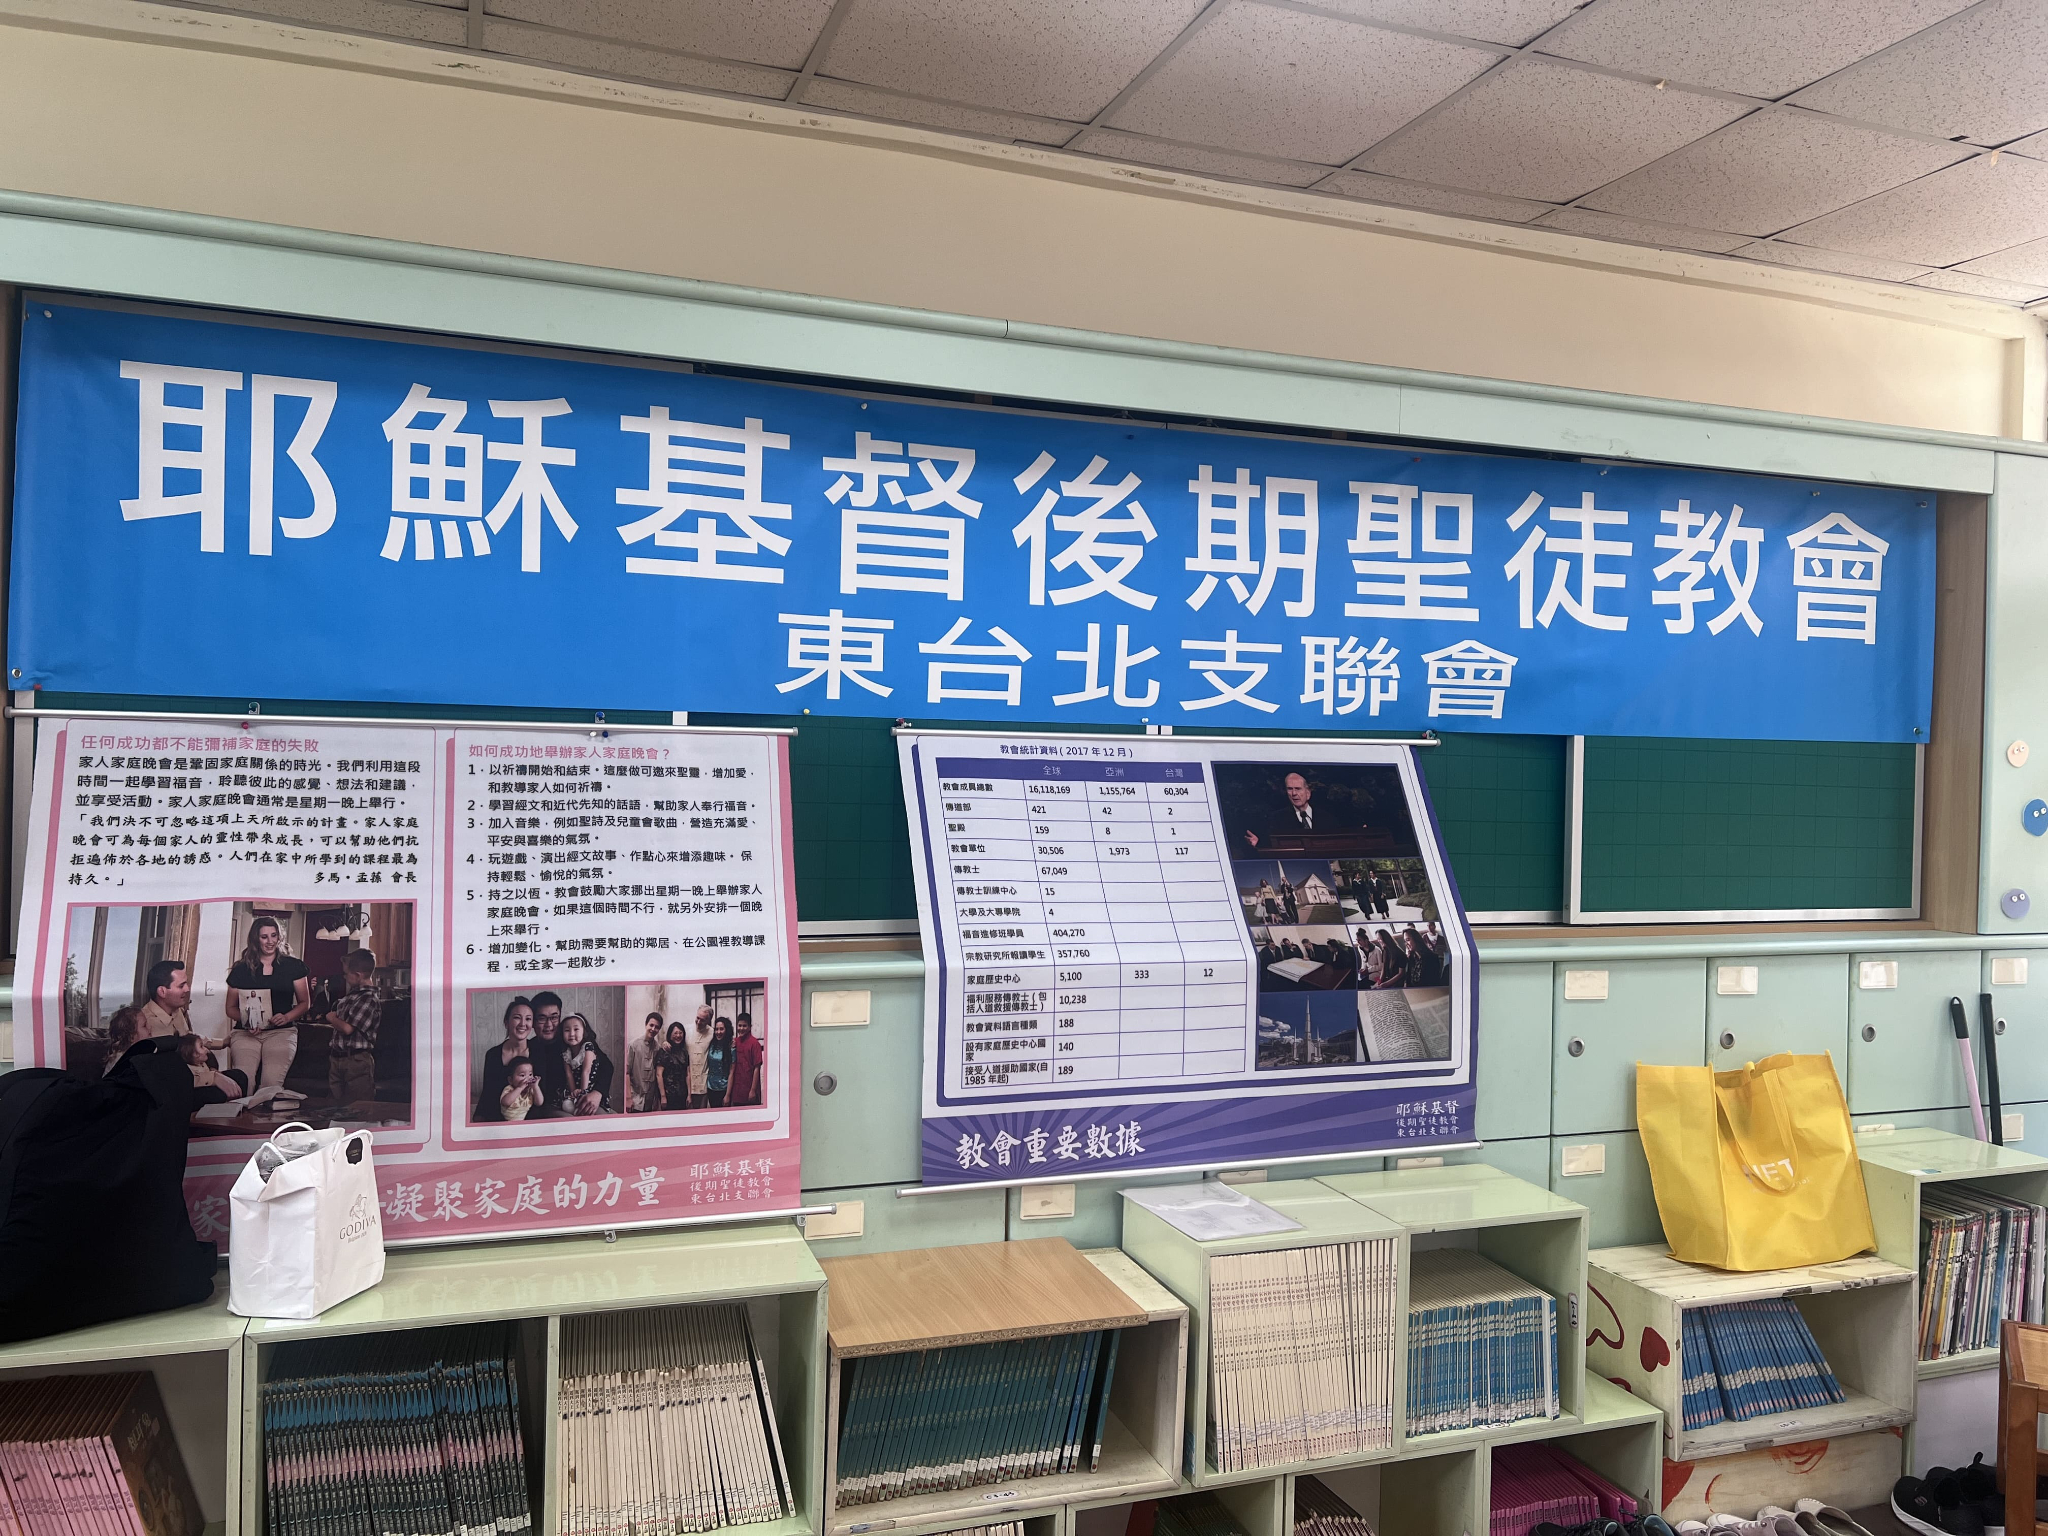 耶穌基督後期聖徒教會
東台北支聯會
任何成功都不能彌補家庭的失敗
家人家庭晚會是鞏固家庭關係的時光。我們利用這段
時間一起學習福音，聆聽彼此的感覺、想法和建議，
並享受活動。家人家庭晚會通常是星期一晚上舉行。
「我們決不可忽略這項上天所啟示的計畫。家人家庭
晚會可為每個家人的靈性帶來成長，可以幫助他們抗
拒遍佈於各地的誘惑。人們在家中所學到的課程最為
持久。」 多馬·孟蓀 會長
如何成功地舉辦家人家庭晚會？
1．以祈禱開始和結束。這麼做可邀來聖靈，增加愛，
和教導家人如何祈禱。
2．學習經文和近代先知的話語，幫助家人奉行福音。
3．加入音樂，例如聖詩及兒童會歌曲，營造充滿愛、
平安與喜樂的氣氛。
4．玩遊戲、演出經文故事、作點心來增添趣味。保
持輕鬆、愉悅的氣氛。
5．持之以恆。教會鼓勵大家挪出星期一晚上舉辦家人
家庭晚會。如果這個時間不行，就另外安排一個晚
上來舉行。
6．增加變化。幫助需要幫助的鄰居、在公園裡教導課
程，或全家一起散步。
家
凝聚家庭的力量
耶穌基督
後期聖徒教會
東台北支聯會
教會統計資料（2017 年 12 月）
全球 亞洲 台灣
教會成員總數 16,118,169 1,155,764 60,304
傳道部 421 42 2
聖殿 159 8 1
教會單位 30,506 1,973 117
傳教士 67,049
傳教士訓練中心 15
大學及大專學院 4
福音進修班學員 404,270
宗教研究所報讀學生 357,760
家庭歷史中心 5,100 333 12
福利服務傳教士（包
括人道救援傳教士） 10,238
教會資料語言種類 188
設有家庭歷史中心國
家 140
接受人道援助國家(自
1985 年起) 189
教會重要數據
耶穌基督
後期聖徒教會
東台北支聯會
GODIVA
NET